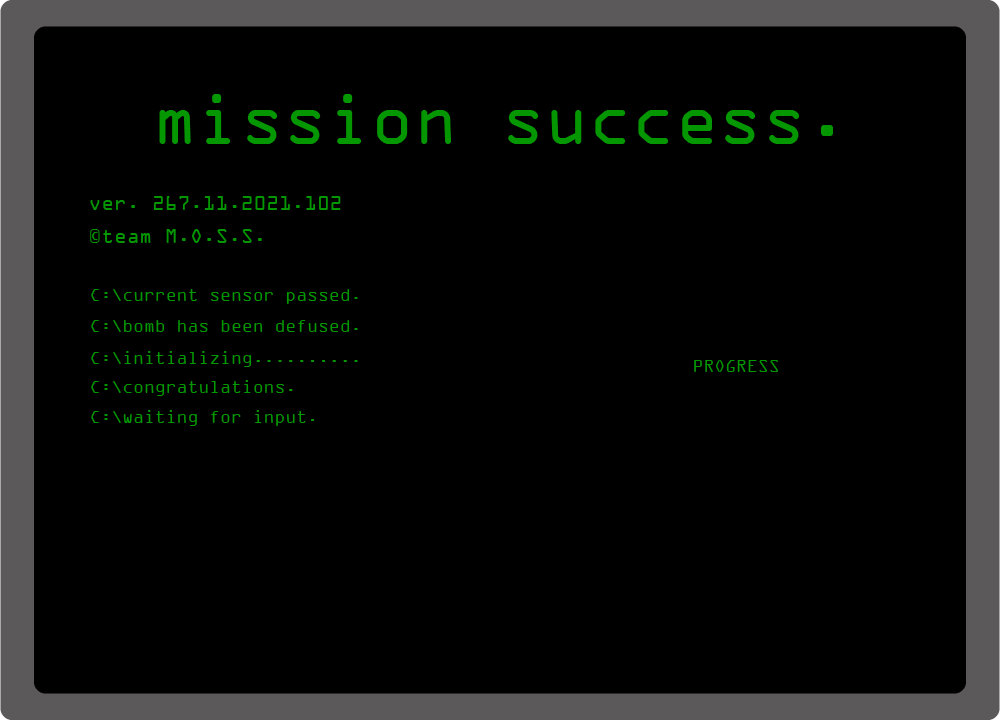 mission success.
ver. 267.11.2021.102
©team M.O.S.S.
C:\current sensor passed.
C:\bomb has been defused.
C:\initializing..........
PROGRESS
C:\congratulations.
C:\waiting for input.